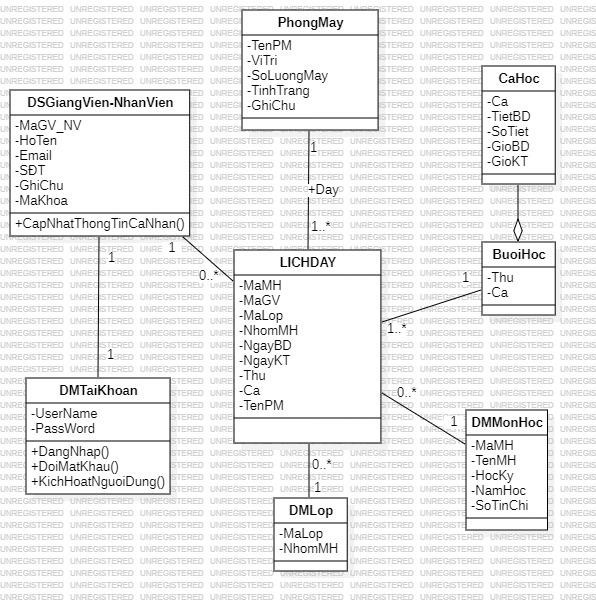 PhongMay
-TenPM
-ViTri
-SoLuongMay
-TinhTrang
-GhiChu
CaHoc
-Ca
-TietBD
-SoTiet
-GioBD
-GioKT
DSGiangVien-NhanVien
-MaGV_NV
-HoTen
-Email
-SĐT
-GhiChu
-MaKhoa
+CapNhatThongTinCaNhan()
1
+Day
1..*
BuoiHoc
-Thu
-Ca
LICHDAY
-MaMH
-MaGV
-MaLop
-NhomMH
-NgayBD
-NgayKT
-Thu
-Ca
-TenPM
1
0..*
1
1
1
1..*
DMTaiKhoan
-UserName
-PassWord
+DangNhap()
+DoiMatKhau()
+KichHoatNguoiDung()
0..*
1
DMMonHoc
-MaMH
-TenMH
-HocKy
-NamHoc
-SoTinChi
0..*
1
DMLop
-MaLop
-NhomMH
UNREGISTERED